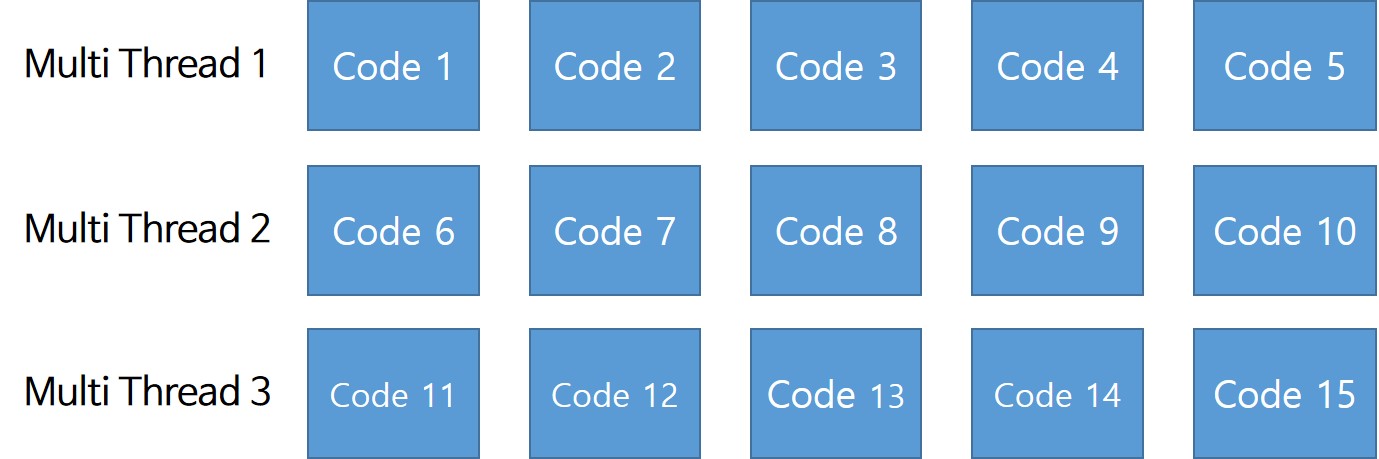 Multi Thread 1 Code 1 Code 2 Code 3 Code 4 Code 5
Multi Thread 2 Code 6 Code 7 Code 8 Code 9 Code 10
Multi Thread 3 Code 11 Code 12 Code 13 Code 14 Code 15